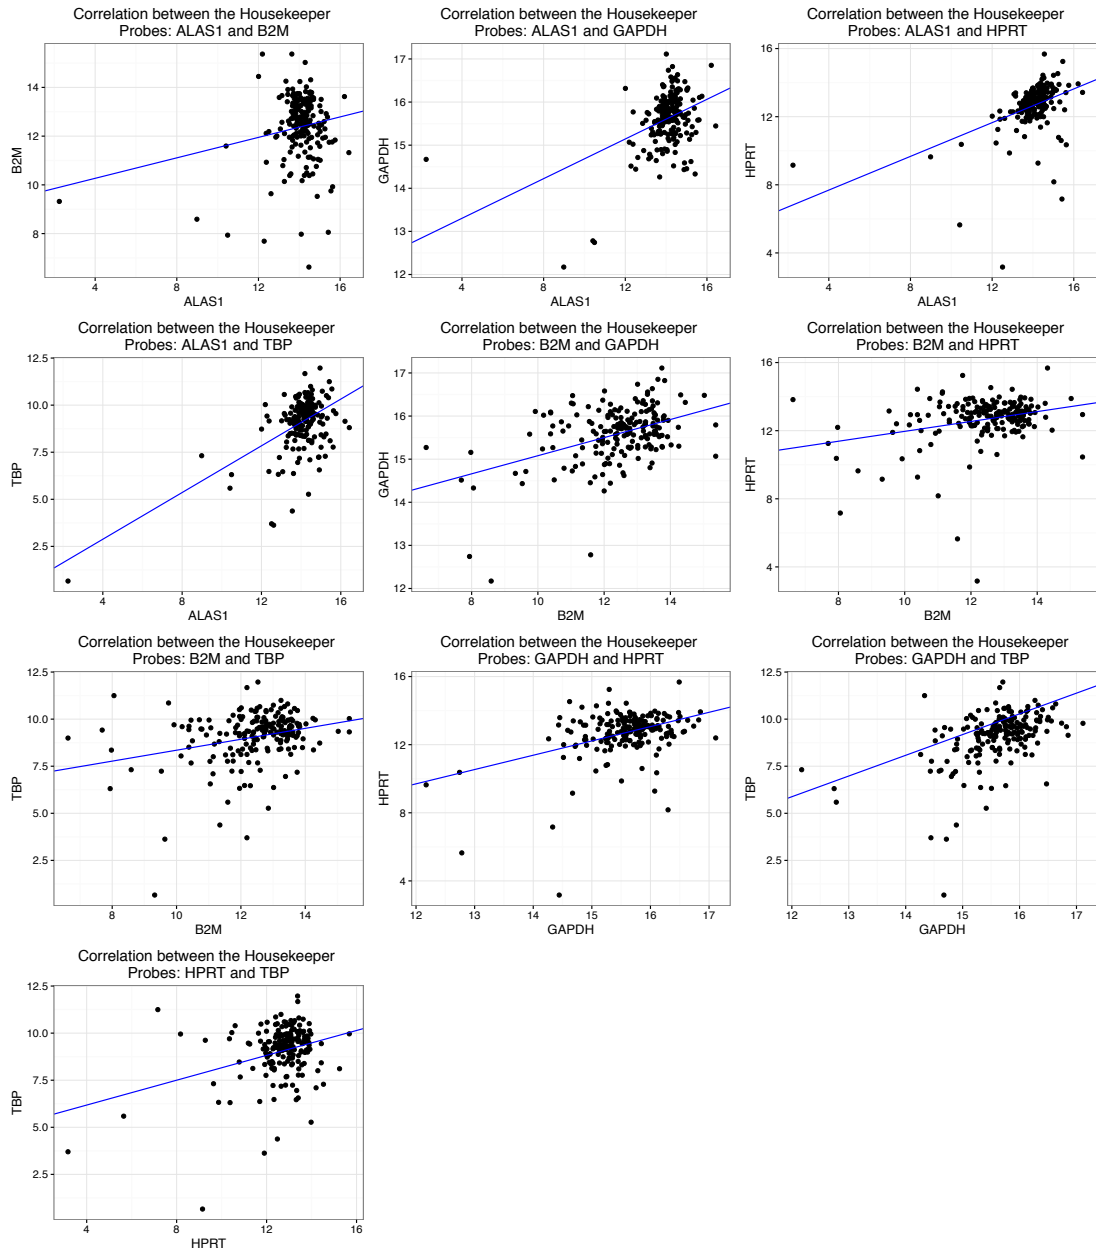 Correlation between the Housekeeper
Probes: ALAS1 and B2M
14
12
10
8
B2M
4
8
12
16
ALAS1
Correlation between the Housekeeper
Probes: ALAS1 and GAPDH
17
16
15
14
13
12
GAPDH
4
8
12
16
ALAS1
Correlation between the Housekeeper
Probes: ALAS1 and HPRT
16
12
8
4
HPRT
4
8
12
16
ALAS1
Correlation between the Housekeeper
Probes: ALAS1 and TBP
12.5
10.0
7.5
5.0
2.5
TBP
4
8
12
16
ALAS1
Correlation between the Housekeeper
Probes: B2M and GAPDH
17
16
15
14
13
12
GAPDH
8
10
12
14
B2M
Correlation between the Housekeeper
Probes: B2M and HPRT
16
12
8
4
HPRT
8
10
12
14
B2M
Correlation between the Housekeeper
Probes: B2M and TBP
12.5
10.0
7.5
5.0
2.5
TBP
8
10
12
14
B2M
Correlation between the Housekeeper
Probes: GAPDH and HPRT
16
12
8
4
HPRT
12
13
14
15
16
17
GAPDH
Correlation between the Housekeeper
Probes: GAPDH and TBP
12.5
10.0
7.5
5.0
2.5
TBP
12
13
14
15
16
17
GAPDH
Correlation between the Housekeeper
Probes: HPRT and TBP
12.5
10.0
7.5
5.0
2.5
TBP
4
8
12
16
HPRT